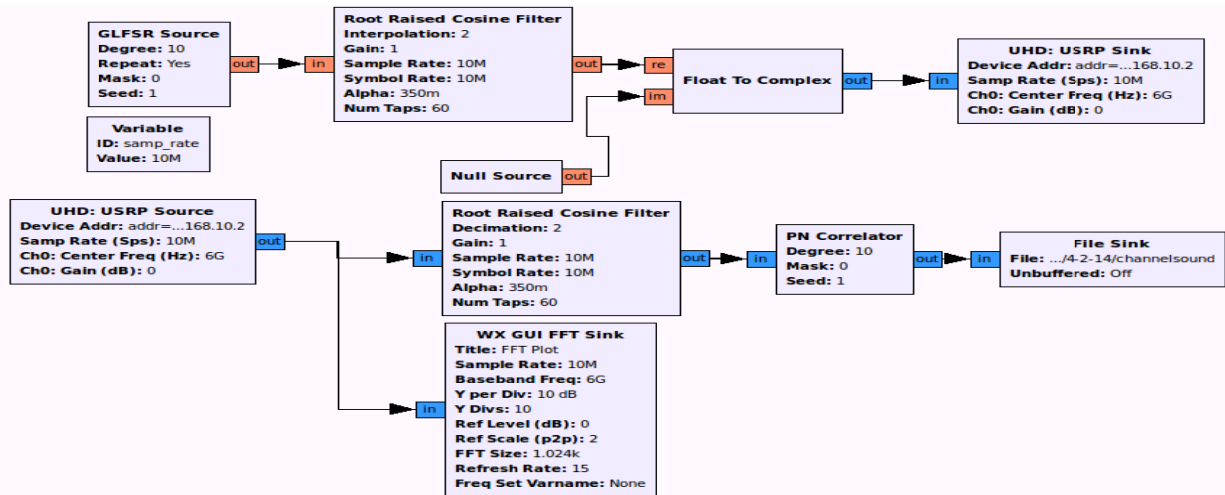 GLFSR Source
Degree: 10
Repeat: Yes
Mask: 0
Seed: 1
out
in
Root Raised Cosine Filter
Interpolation: 2
Gain: 1
Sample Rate: 10M
Symbol Rate: 10M
Alpha: 350m
Num Taps: 60
out
re
im
Float To Complex
out
in
UHD: USRP Sink
Device Addr: addr=...168.10.2
Samp Rate (Sps): 10M
Ch0: Center Freq (Hz): 6G
Ch0: Gain (dB): 0
Variable
ID: samp_rate
Value: 10M
Null Source
out
UHD: USRP Source
Device Addr: addr=...168.10.2
Samp Rate (Sps): 10M
Ch0: Center Freq (Hz): 6G
Ch0: Gain (dB): 0
out
in
Root Raised Cosine Filter
Decimation: 2
Gain: 1
Sample Rate: 10M
Symbol Rate: 10M
Alpha: 350m
Num Taps: 60
out
in
PN Correlator
Degree: 10
Mask: 0
Seed: 1
out
in
File Sink
File: .../4-2-14/channelsound
Unbuffered: Off
in
WX GUI FFT Sink
Title: FFT Plot
Sample Rate: 10M
Baseband Freq: 6G
Y per Div: 10 dB
Y Divs: 10
Ref Level (dB): 0
Ref Scale (p2p): 2
FFT Size: 1.024k
Refresh Rate: 15
Freq Set Varname: None